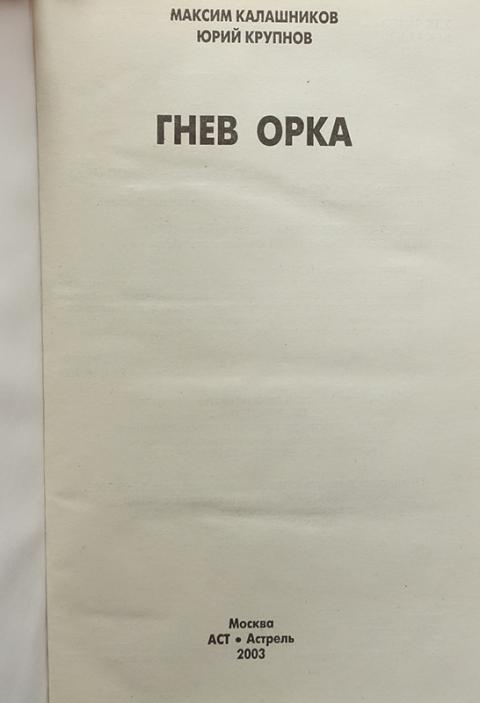 МАКСИМ КАЛАШНИКОВ
ЮРИЙ КРУПНОВ
ГНЕВ ОРКА
Москва
АСТ • Астрель
2003